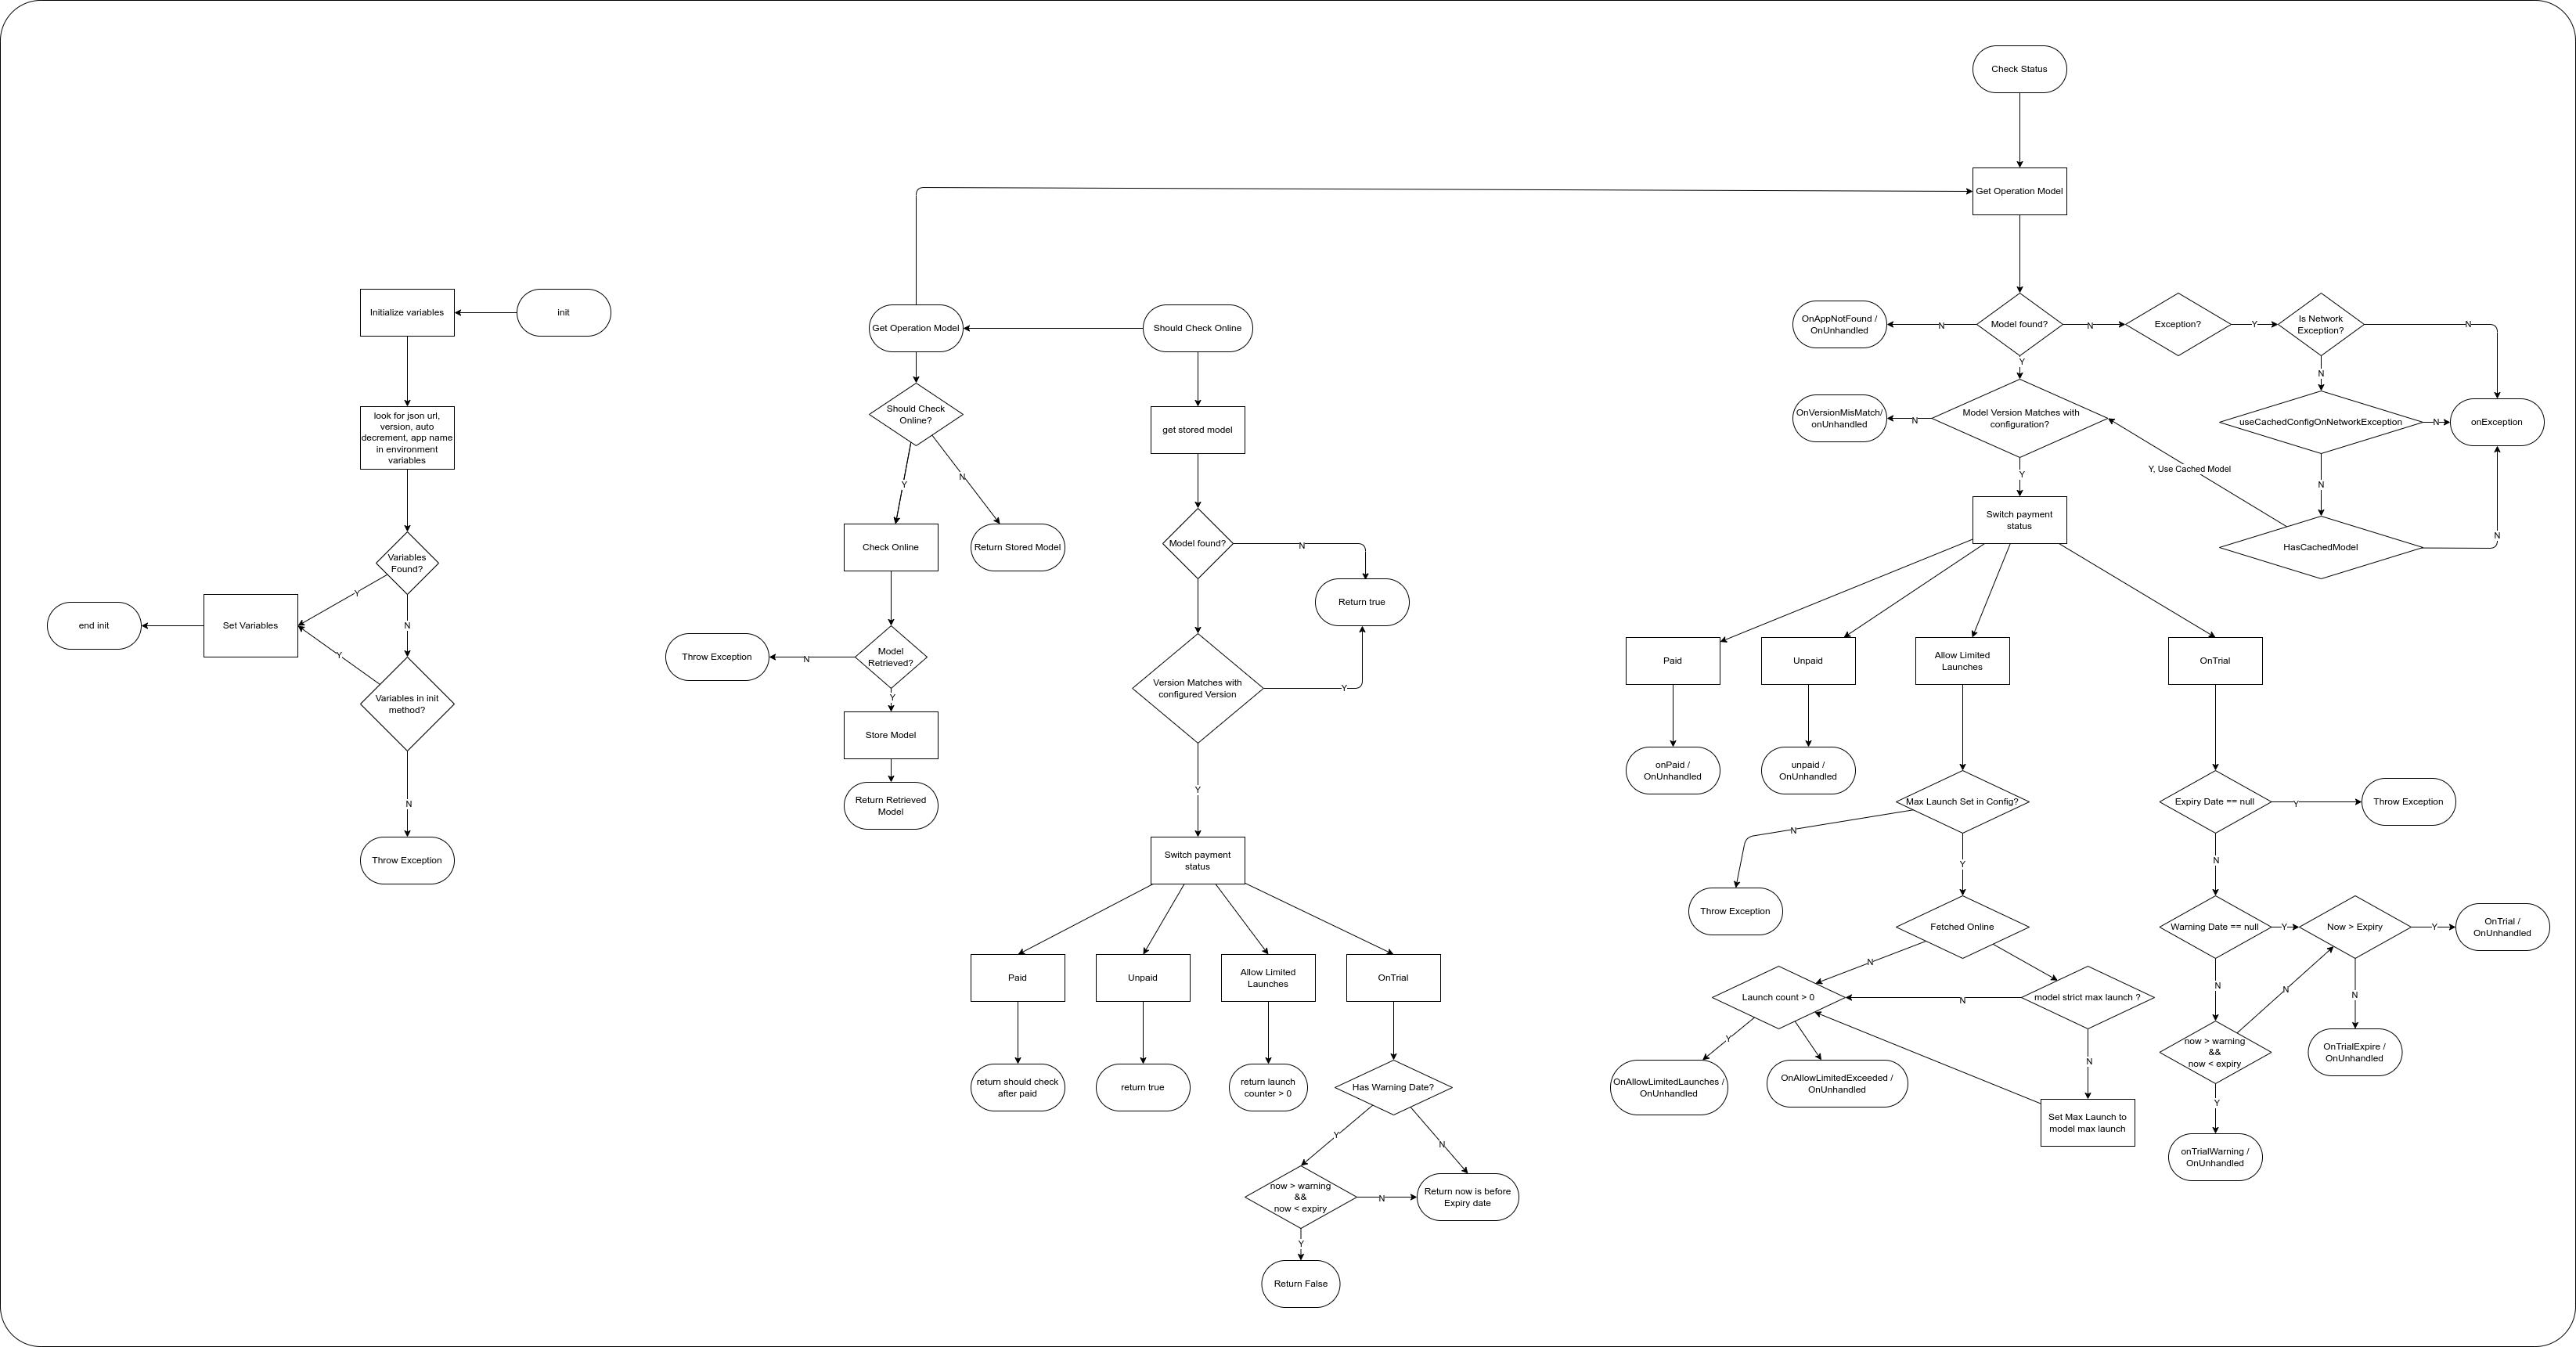 Check Status
Get Operation Model
Initialize variables
init
look for json url,
version, auto
decrement, app name
in environment
variables
Variables
Found?
Y
N
Set Variables
end init
Y
Variables in init
method?
N
Throw Exception
Get Operation Model
Should Check Online
Should Check
Online?
Y
N
Check Online
Return Stored Model
Model
Retrieved?
N
Throw Exception
Y
Store Model
Return Retrieved
Model
get stored model
Model found?
N
Return true
Version Matches with
configured Version
Y
Y
Switch payment
status
Paid
Unpaid
Allow Limited
Launches
OnTrial
return should check
after paid
return true
return launch
counter > 0
Has Warning Date?
Y
N
now > warning
&&
now < expiry
N
Return now is before
Expiry date
Y
Return False
OnAppNotFound /
OnUnhandled
N
Model found?
N
Exception?
Y
Is Network
Exception?
N
Y
N
OnVersionMisMatch/
onUnhandled
N
Model Version Matches with
configuration?
useCachedConfigOnNetworkException
N
onException
Y, Use Cached Model
Y
N
Switch payment
status
HasCachedModel
N
Paid
Unpaid
Allow Limited
Launches
OnTrial
onPaid /
OnUnhandled
unpaid /
OnUnhandled
Max Launch Set in Config?
N
Y
Throw Exception
Fetched Online
N
Launch count > 0
N
model strict max launch ?
Y
N
OnAllowLimitedLaunches /
OnUnhandled
OnAllowLimitedExceeded /
OnUnhandled
Set Max Launch to
model max launch
Expiry Date == null
Y
Throw Exception
N
Warning Date == null
Y
Now > Expiry
Y
OnTrial /
OnUnhandled
N
N
N
now > warning
&&
now < expiry
OnTrialExpire /
OnUnhandled
Y
onTrialWarning /
OnUnhandled